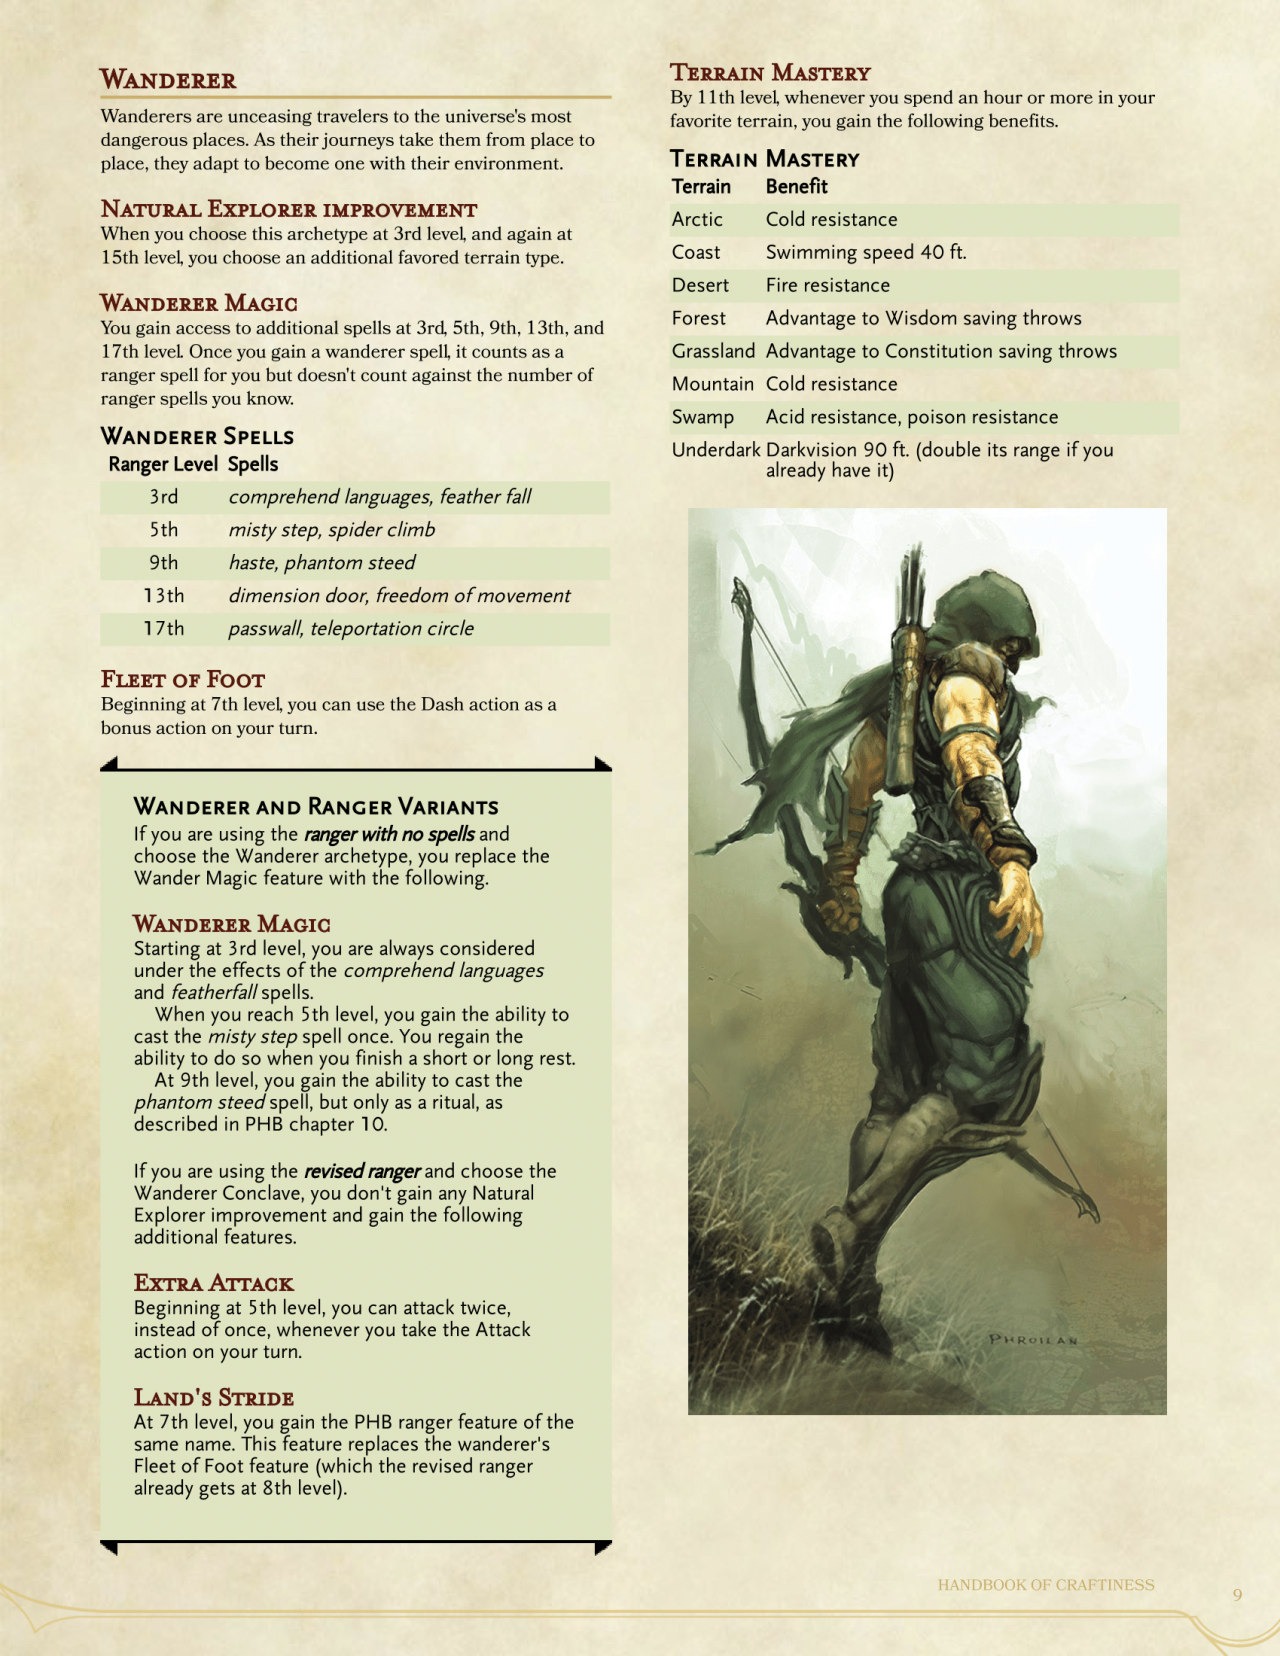 Wanderer
Wanderers are unceasing travelers to the universe's most
dangerous places. As their journeys take them from place to
place, they adapt to become one with their environment.
Natural Explorer improvement
When you choose this archetype at 3rd level, and again at
15th level, you choose an additional favored terrain type.
Wanderer Magic
You gain access to additional spells at 3rd, 5th, 9th, 13th, and
17th level. Once you gain a wanderer spell, it counts as a
ranger spell for you but doesn't count against the number of
ranger spells you know.
Wanderer Spells
Ranger Level Spells
3rd comprehend languages, feather fall
5th misty step, spider climb
9th haste, phantom steed
13th dimension door, freedom of movement
17th passwall, teleportation circle
Fleet of Foot
Beginning at 7th level, you can use the Dash action as a
bonus action on your turn.
Wanderer and Ranger Variants
If you are using the ranger with no spells and
choose the Wanderer archetype, you replace the
Wander Magic feature with the following.
Wanderer Magic
Starting at 3rd level, you are always considered
under the effects of the comprehend languages
and featherfall spells.
When you reach 5th level, you gain the ability to
cast the misty step spell once. You regain the
ability to do so when you finish a short or long rest.
At 9th level, you gain the ability to cast the
phantom steed spell, but only as a ritual, as
described in PHB chapter 10.
If you are using the revised ranger and choose the
Wanderer Conclave, you don't gain any Natural
Explorer improvement and gain the following
additional features.
Extra Attack
Beginning at 5th level, you can attack twice,
instead of once, whenever you take the Attack
action on your turn.
Land's Stride
At 7th level, you gain the PHB ranger feature of the
same name. This feature replaces the wanderer's
Fleet of Foot feature (which the revised ranger
already gets at 8th level).
Terrain Mastery
By 11th level, whenever you spend an hour or more in your
favorite terrain, you gain the following benefits.
Terrain Mastery
Terrain Benefit
Arctic Cold resistance
Coast Swimming speed 40 ft.
Desert Fire resistance
Forest Advantage to Wisdom saving throws
Grassland Advantage to Constitution saving throws
Mountain Cold resistance
Swamp Acid resistance, poison resistance
Underdark Darkvision 90 ft. (double its range if you
already have it)
PHROILAN
HANDBOOK OF CRAFTINESS
9